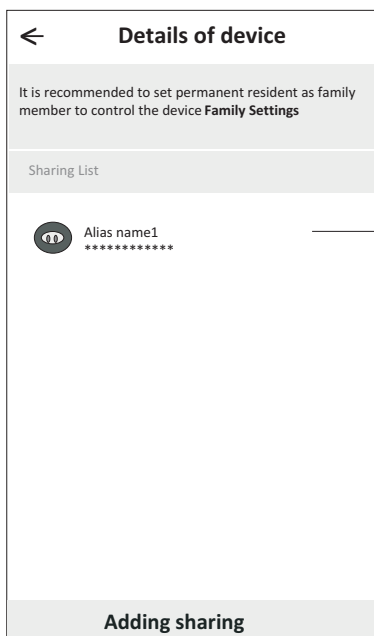 Details of device
It is recommended to set permanent resident as family
member to control the device Family Settings
Sharing List
Alias name1
************
Adding sharing